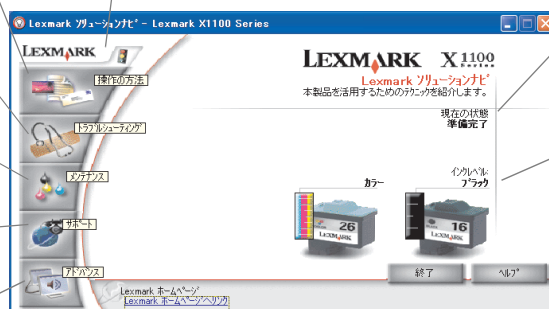 Lexmark ソリューションナビ - Lexmark X1100 Series
LEXMARK
操作の方法
トラブルシューティング
メンテナンス
サポート
アドバンス
LEXMARK X1100
Series
Lexmark ソリューションナビ
本製品を活用するためのテクニックを紹介します。
現在の状態
準備完了
インクレベル:
カラー
ブラック
26
LEXMARK
16
LEXMARK
終了
ヘルプ
Lexmark ホームページ
Lexmark ホームページへリンク